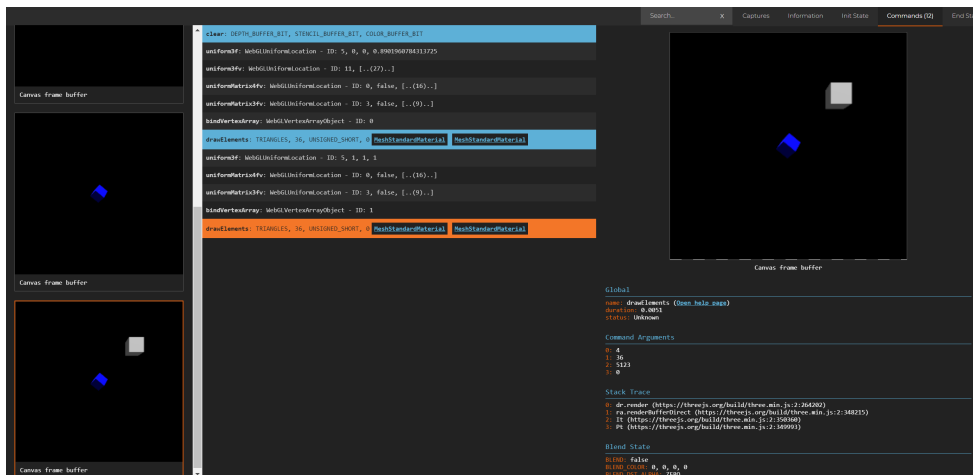 Search... X Captures Information Init State Commands (12) End St
Canvas frame buffer
Canvas frame buffer
Canvas frame buffer
clear: DEPTH_BUFFER_BIT, STENCIL_BUFFER_BIT, COLOR_BUFFER_BIT
uniform3f: WebGLUniformLocation - ID: 5, 0, 0, 0.8901960784313725
uniform3fv: WebGLUniformLocation - ID: 11, [..(27)..]
uniformMatrix4fv: WebGLUniformLocation - ID: 0, false, [..(16)..]
uniformMatrix3fv: WebGLUniformLocation - ID: 3, false, [..(9)..]
bindVertexArray: WebGLVertexArrayObject - ID: 0
drawElements: TRIANGLES, 36, UNSIGNED_SHORT, 0 MeshStandardMaterial MeshStandardMaterial
uniform3f: WebGLUniformLocation - ID: 5, 1, 1, 1
uniformMatrix4fv: WebGLUniformLocation - ID: 0, false, [..(16)..]
uniformMatrix3fv: WebGLUniformLocation - ID: 3, false, [..(9)..]
bindVertexArray: WebGLVertexArrayObject - ID: 1
drawElements: TRIANGLES, 36, UNSIGNED_SHORT, 0 MeshStandardMaterial MeshStandardMaterial
Canvas frame buffer
Global
name: drawElements (Open help page)
duration: 0.0051
status: Unknown
Command Arguments
0: 4
1: 36
2: 5123
3: 0
Stack Trace
0: dr.render (https://threejs.org/build/three.min.js:2:264202)
1: ra.renderBufferDirect (https://threejs.org/build/three.min.js:2:348215)
2: It (https://threejs.org/build/three.min.js:2:350360)
3: Pt (https://threejs.org/build/three.min.js:2:349993)
Blend State
BLEND: false
BLEND_COLOR: 0, 0, 0, 0
BLEND_DST_ALPHA: ZERO